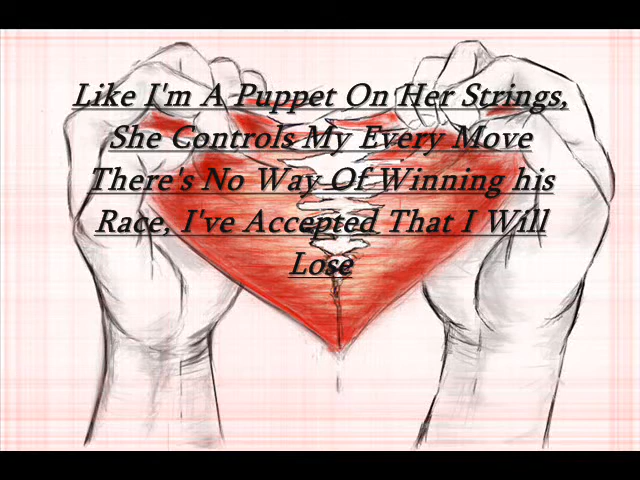 Like I'm A Puppet On Her Strings,
She Controls My Every Move
There's No Way Of Winning his
Race, I've Accepted That I Will
Lose